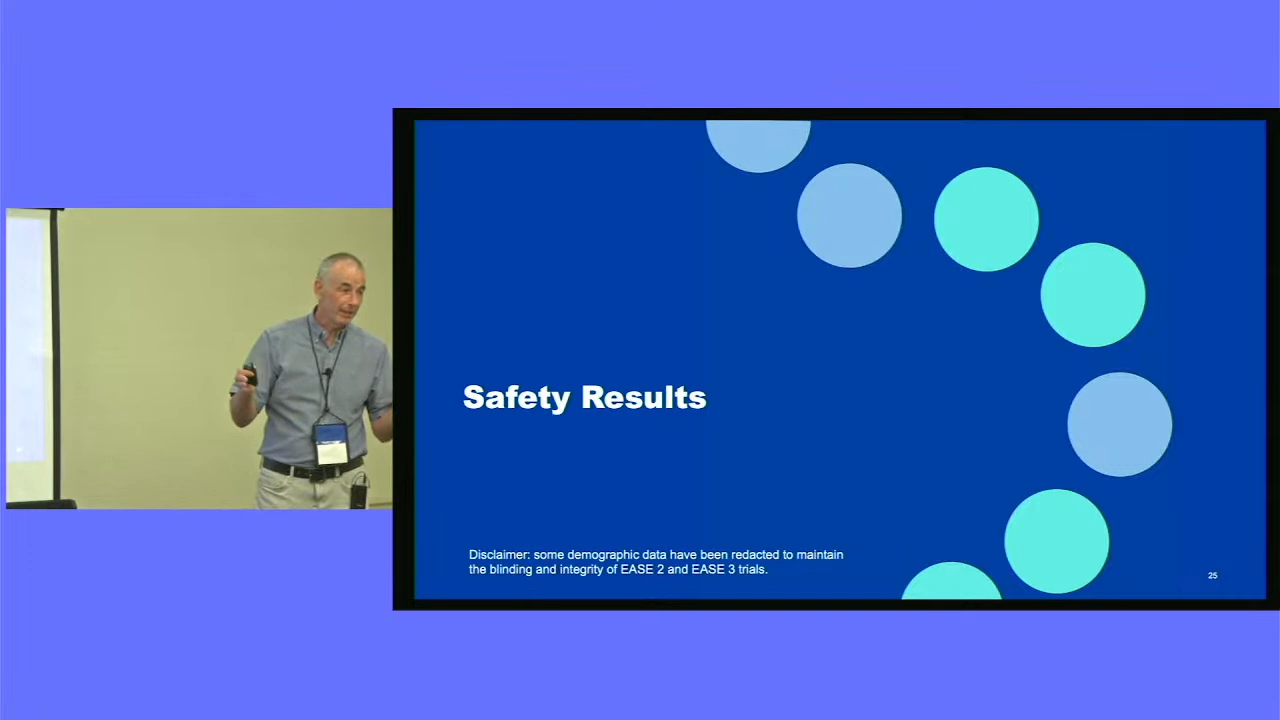 Safety Results
Disclaimer: some demographic data have been redacted to maintain
the blinding and integrity of EASE 2 and EASE 3 trials.
25